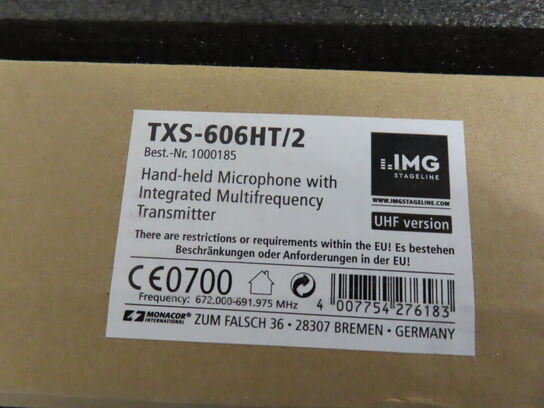 TXS-606HT/2
Best.-Nr. 1000185
Hand-held Microphone with
Integrated Multifrequency
Transmitter
IMG
STAGELINE
WWW.IMGSTAGELINE.COM
UHF version
There are restrictions or requirements within the EU! Es bestehen
Beschränkungen oder Anforderungen in der EU!
CE0700
Frequency: 672.000-691.975 MHz
4 007754 276183
MONACOR®
INTERNATIONAL
ZUM FALSCH 36 • 28307 BREMEN • GERMANY